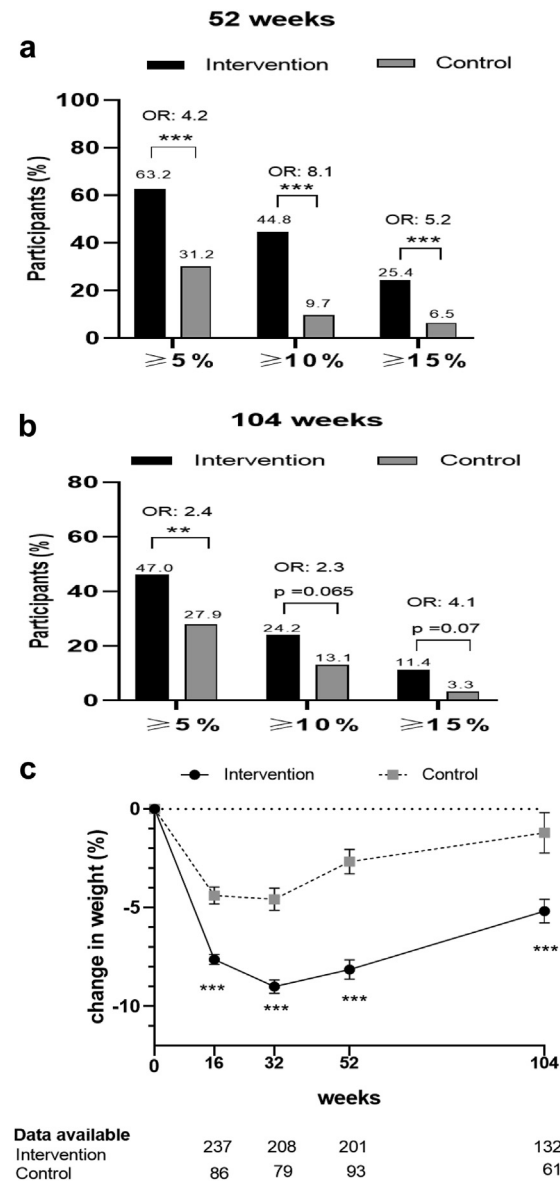 52 weeks
a
Intervention Control
100
80
60
40
20
0
Participants (%)
OR: 4.2
***
63.2
31.2
OR: 8.1
***
44.8
9.7
OR: 5.2
***
25.4
6.5
≥5% ≥10% ≥15%
b
104 weeks
Intervention Control
80
60
40
20
0
Participants (%)
OR: 2.4
**
47.0
27.9
OR: 2.3
p =0.065
24.2
13.1
OR: 4.1
p =0.07
11.4
3.3
≥5% ≥10% ≥15%
c
Intervention Control
0
-5
-10
change in weight (%)
*** *** *** ***
0 16 32 52 104
weeks
Data available
Intervention 237 208 201 132
Control 86 79 93 61